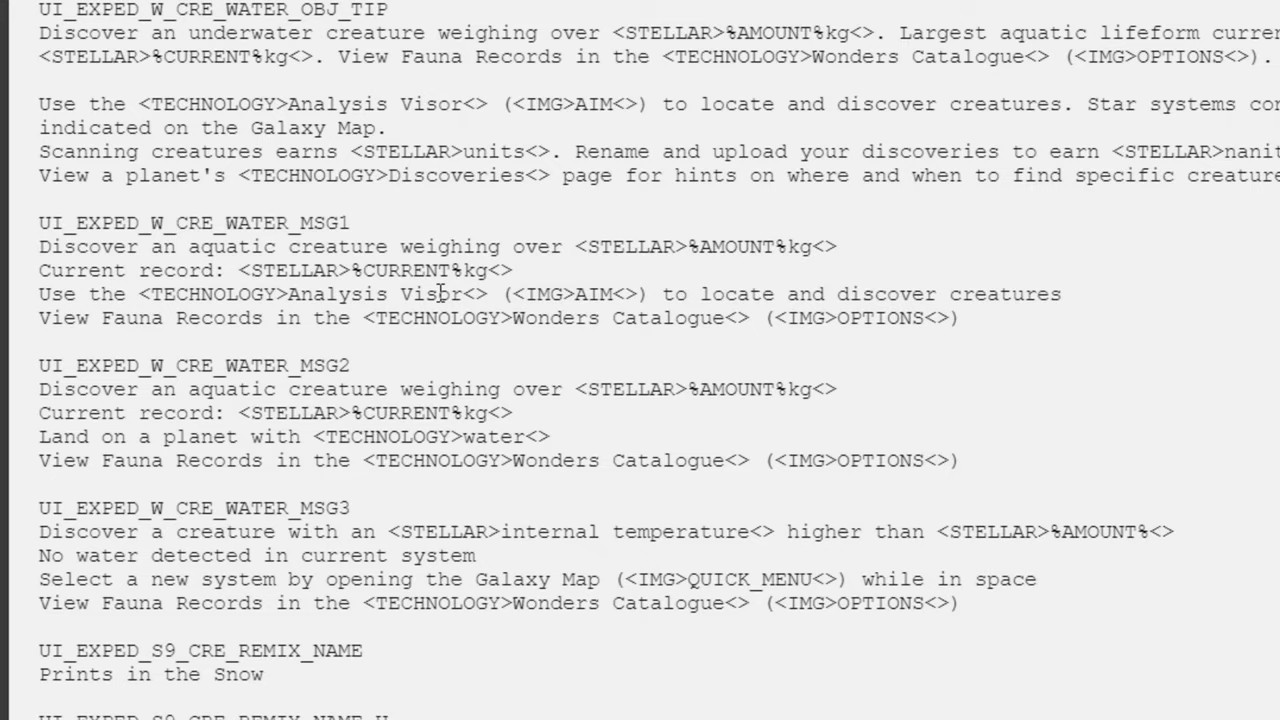 UI_EXPED_W_CRE_WATER_OBJ_TIP
Discover an underwater creature weighing over <STELLAR>%AMOUNT%kg<>. Largest aquatic lifeform
<STELLAR>%CURRENT%kg<>. View Fauna Records in the <TECHNOLOGY>Wonders Catalogue<> (<IMG>OPTIONS<>).
Use the <TECHNOLOGY>Analysis Visor<> (<IMG>AIM<>) to locate and discover creatures. Star systems
indicated on the Galaxy Map.
Scanning creatures earns <STELLAR>units<>. Rename and upload your discoveries to earn
View a planet's <TECHNOLOGY>Discoveries<> page for hints on where and when to find specific
UI_EXPED_W_CRE_WATER_MSG1
Discover an aquatic creature weighing over <STELLAR>%AMOUNT%kg<>
Current record: <STELLAR>%CURRENT%kg<>
Use the <TECHNOLOGY>Analysis Visor<> (<IMG>AIM<>) to locate and discover creatures
View Fauna Records in the <TECHNOLOGY>Wonders Catalogue<> (<IMG>OPTIONS<>)
UI_EXPED_W_CRE_WATER_MSG2
Discover an aquatic creature weighing over <STELLAR>%AMOUNT%kg<>
Current record: <STELLAR>%CURRENT%kg<>
Land on a planet with <TECHNOLOGY>water<>
View Fauna Records in the <TECHNOLOGY>Wonders Catalogue<> (<IMG>OPTIONS<>)
UI_EXPED_W_CRE_WATER_MSG3
Discover a creature with an <STELLAR>internal temperature<> higher than <STELLAR>%AMOUNT%<>
No water detected in current system
Select a new system by opening the Galaxy Map (<IMG>QUICK_MENU<>) while in space
View Fauna Records in the <TECHNOLOGY>Wonders Catalogue<> (<IMG>OPTIONS<>)
UI_EXPED_S9_CRE_REMIX_NAME
Prints in the Snow